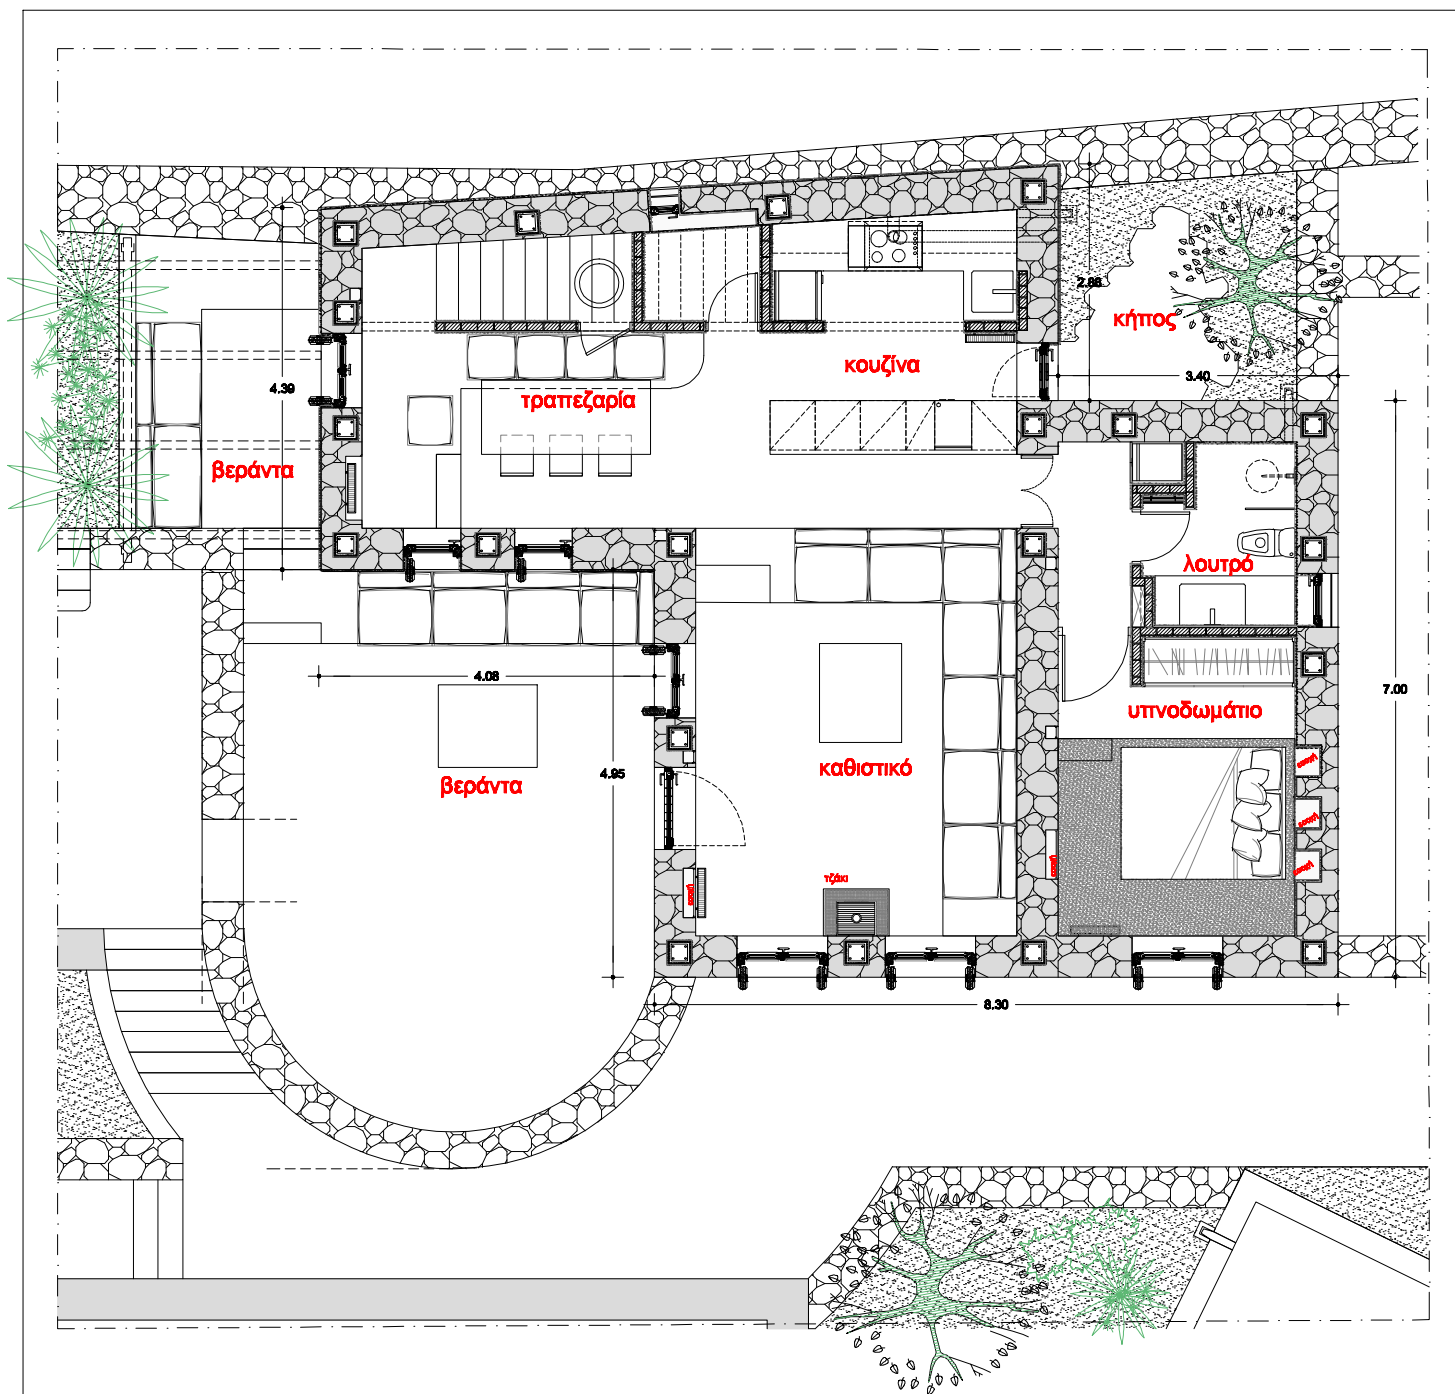 2.88
κήπος
κουζίνα
3.40
4.39
τραπεζαρία
βεράντα
λουτρό
4.08
7.00
υπνοδωμάτιο
4.95
καθιστικό
βεράντα
τζάκι
8.30